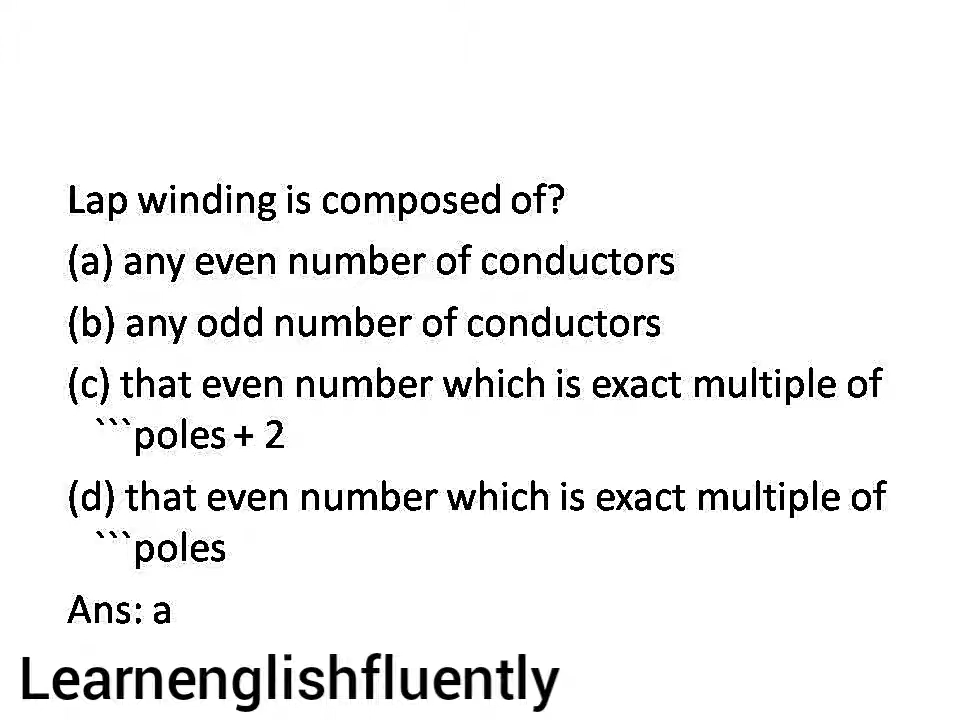 Lap winding is composed of?
(a) any even number of conductors
(b) any odd number of conductors
(c) that even number which is exact multiple of
```poles + 2
(d) that even number which is exact multiple of
```poles
Ans: a
Learnenglishfluently